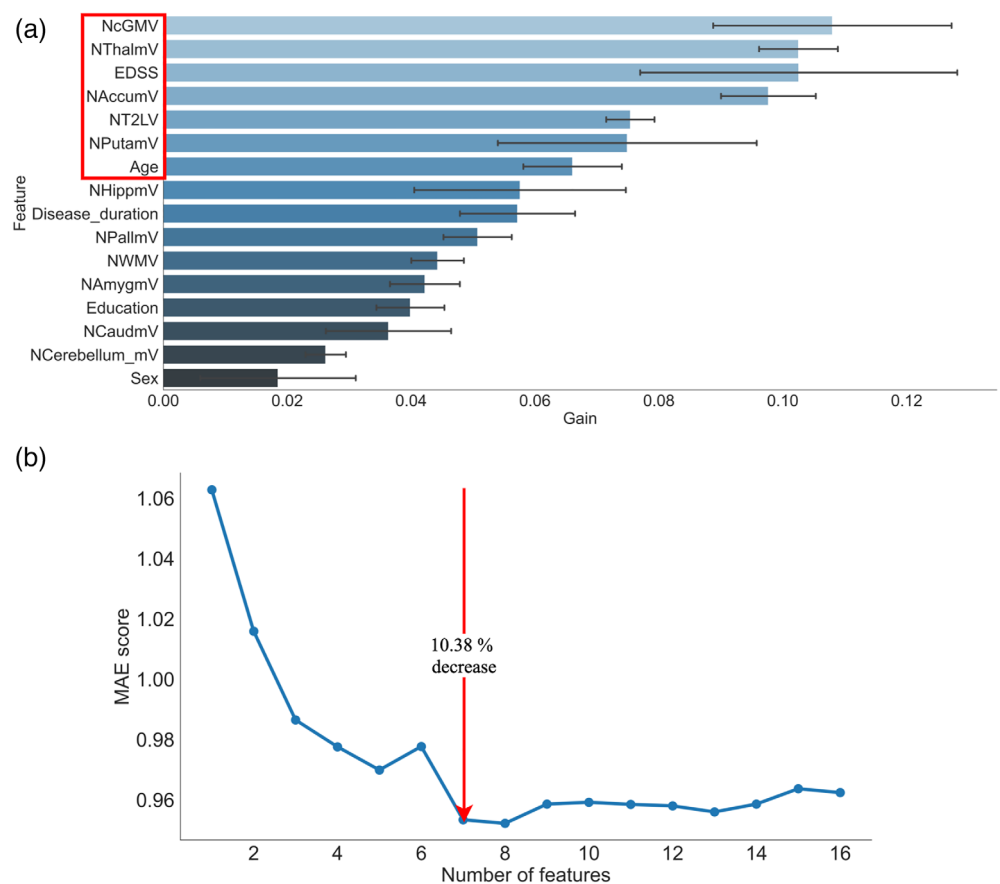 (a)
NcGMV
NThalmV
EDSS
NAccumV
NT2LV
NPutamV
Age
NHippmV
Disease_duration
NPallmV
NWMV
NAmygmV
Education
NCaudmV
NCerebellum_mV
Sex
Feature
0.00 0.02 0.04 0.06 0.08 0.10 0.12
Gain
(b)
1.06
1.04
1.02
1.00
0.98
0.96
MAE score
10.38 %
decrease
2 4 6 8 10 12 14 16
Number of features